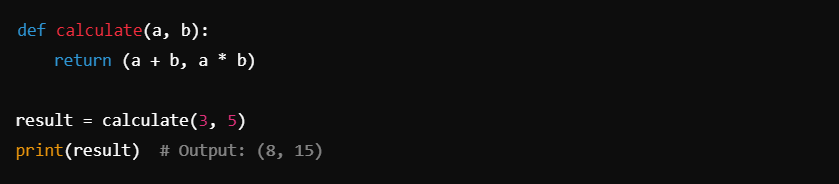 def calculate(a, b):
    return (a + b, a * b)
result = calculate(3, 5)
print(result)  # Output: (8, 15)